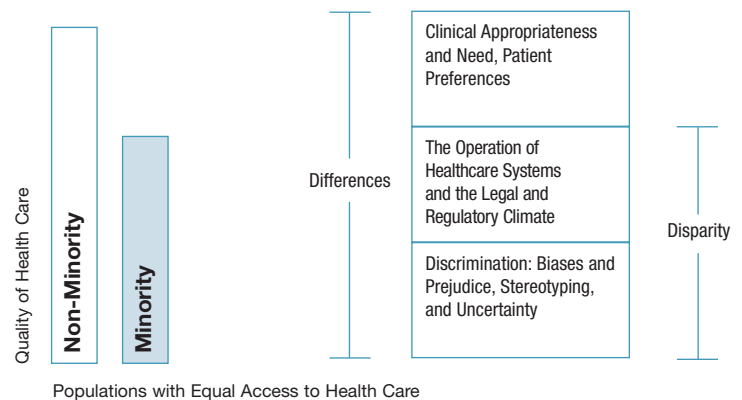 Quality of Health Care
Non-Minority
Minority
Populations with Equal Access to Health Care
Differences
Clinical Appropriateness
and Need, Patient
Preferences
The Operation of
Healthcare Systems
and the Legal and
Regulatory Climate
Discrimination: Biases and
Prejudice, Stereotyping,
and Uncertainty
Disparity